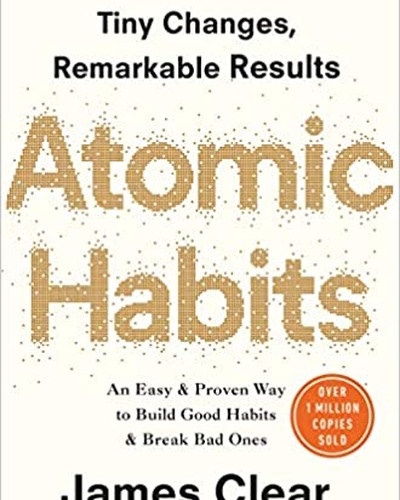 Tiny Changes,
Remarkable Results
Atomic
Habits
An Easy & Proven Way
to Build Good Habits
& Break Bad Ones
OVER
1 MILLION
COPIES
SOLD
James Clear